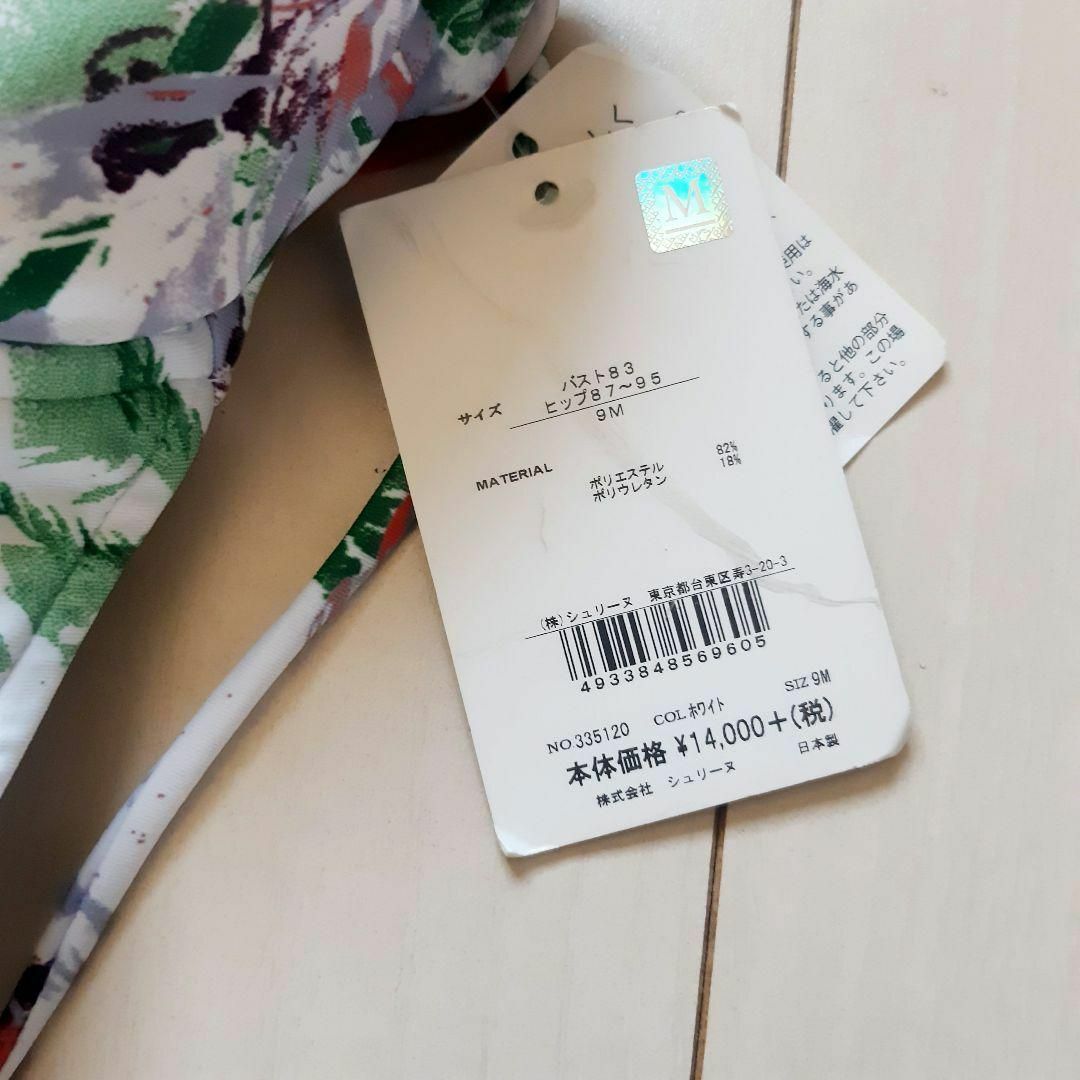 M
バスト83
サイズ ヒップ87～95
9M
MATERIAL ポリエステル 82%
ポリウレタン 18%
(株)シュリーヌ 東京都台東区寿3-20-3
4933848569605
NO.335120 COL ホワイト SIZ 9M
本体価格 ¥14,000+(税)
株式会社 シュリーヌ 日本製
使用は
い。
たは海水
する事があ
ると他の部分
ります。この場
濯して下さい。